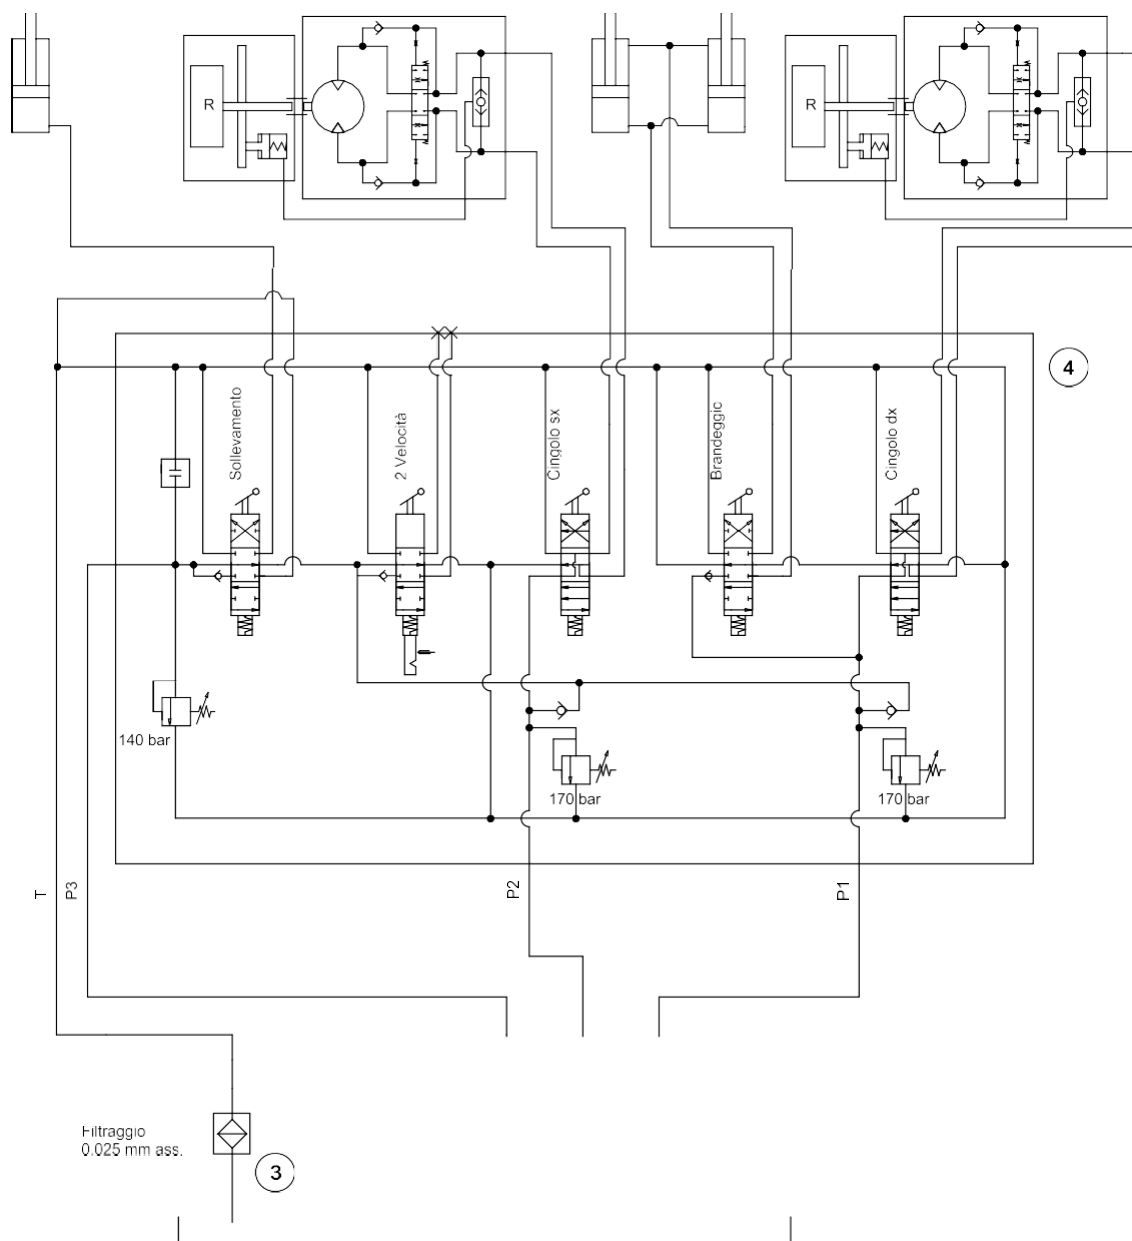 R
R
4
Sollevamento
2 Velocità
Cingolo sx
Brandeggic
Cingolo dx
140 bar
170 bar
170 bar
T
P3
P2
P1
Filtraggio
0.025 mm ass.
3